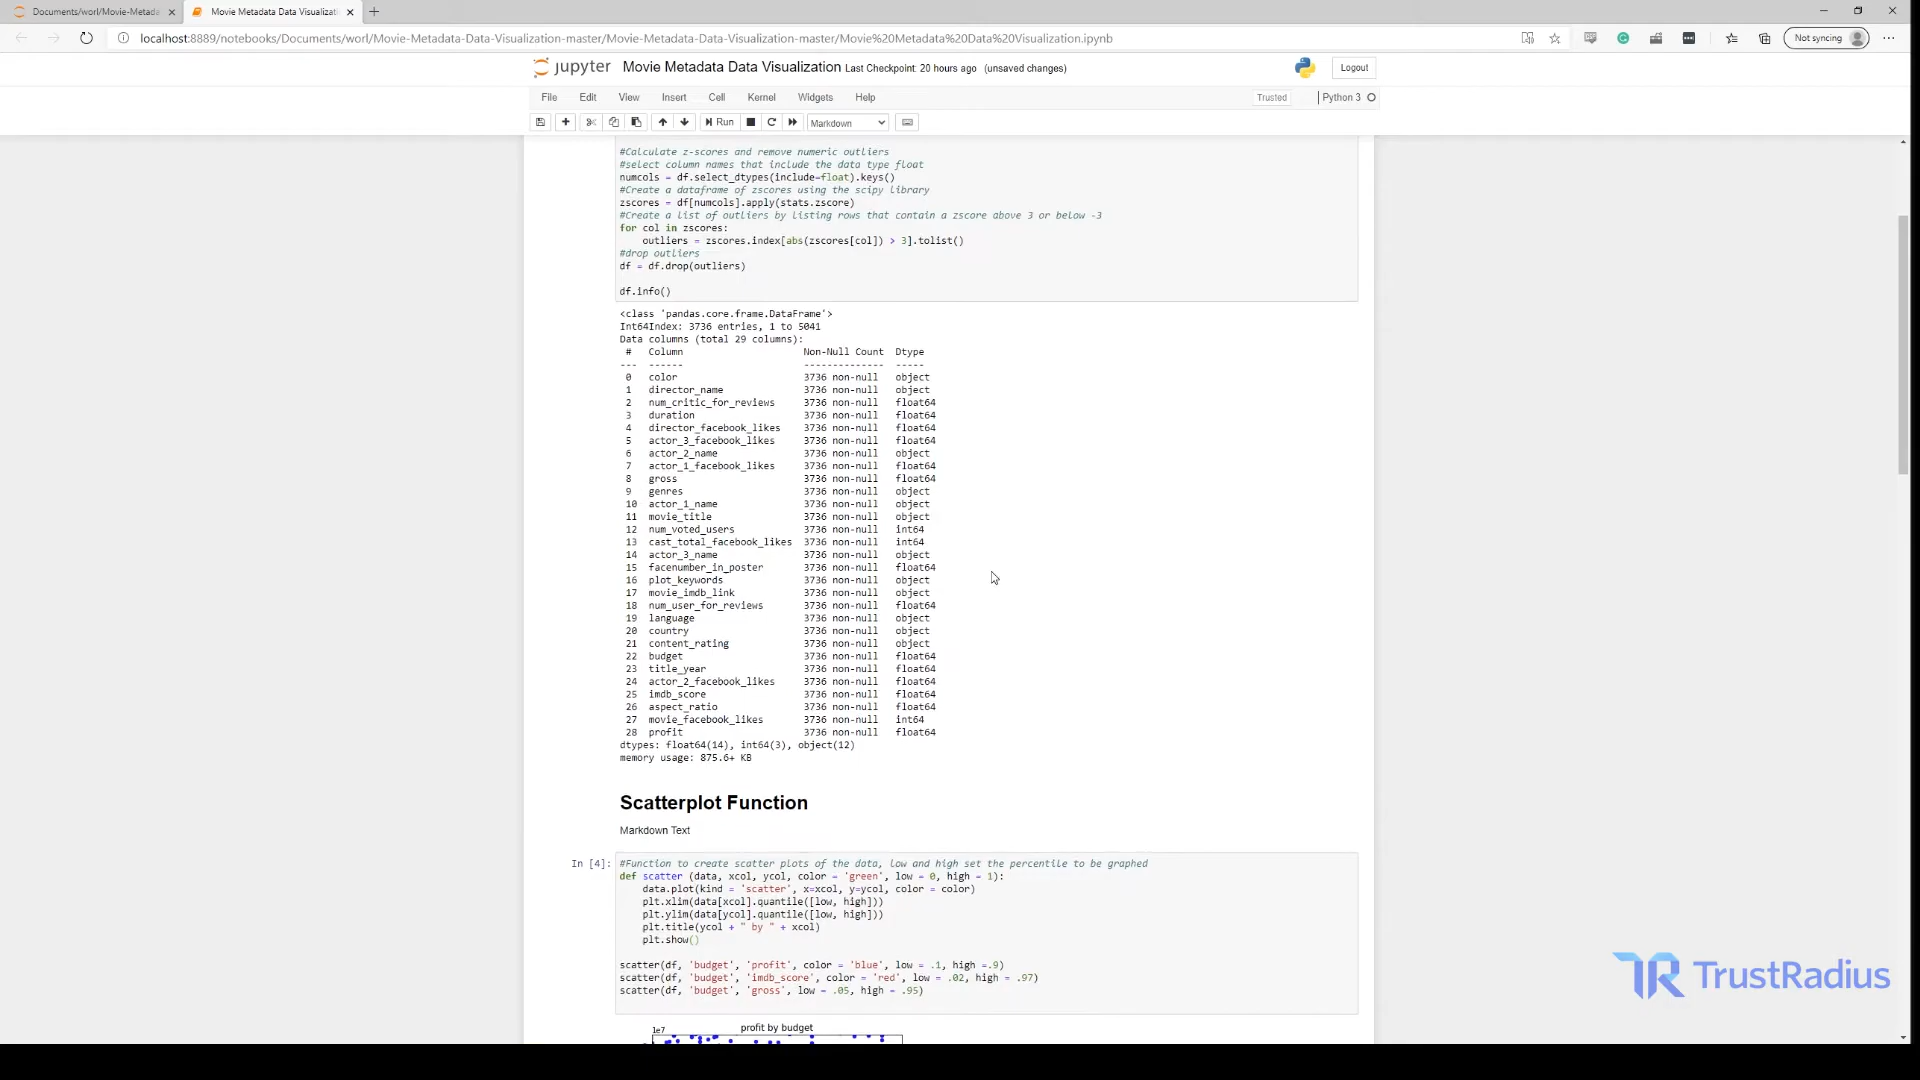 Documents/worl/Movie-Metada
Movie Metadata Data Visualizati
localhost:8889/notebooks/Documents/worl/Movie-Metadata-Data-Visualization-master/Movie-Metadata-Data-Visualization-master/Movie%20Metadata%20Data%20Visualization.ipynb
Not syncing
jupyter Movie Metadata Data Visualization Last Checkpoint: 20 hours ago (unsaved changes)
Logout
File Edit View Insert Cell Kernel Widgets Help
Trusted
Python 3
Run
Markdown
#Calculate z-scores and remove numeric outliers
#select column names that include the data type float
numcols = df.select_dtypes(include=float).keys()
#Create a dataframe of zscores using the scipy library
zscores = df[numcols].apply(stats.zscore)
#Create a list of outliers by listing rows that contain a zscore above 3 or below -3
for col in zscores:
    outliers = zscores.index[abs(zscores[col]) > 3].tolist()
#drop outliers
df = df.drop(outliers)
df.info()
<class 'pandas.core.frame.DataFrame'>
Int64Index: 3736 entries, 1 to 5041
Data columns (total 29 columns):
#   Column   Non-Null Count   Dtype
---  ------   --------------   -----
0   color   3736 non-null   object
1   director_name   3736 non-null   object
2   num_critic_for_reviews   3736 non-null   float64
3   duration   3736 non-null   float64
4   director_facebook_likes   3736 non-null   float64
5   actor_3_facebook_likes   3736 non-null   float64
6   actor_2_name   3736 non-null   object
7   actor_1_facebook_likes   3736 non-null   float64
8   gross   3736 non-null   float64
9   genres   3736 non-null   object
10   actor_1_name   3736 non-null   object
11   movie_title   3736 non-null   object
12   num_voted_users   3736 non-null   int64
13   cast_total_facebook_likes   3736 non-null   int64
14   actor_3_name   3736 non-null   object
15   facenumber_in_poster   3736 non-null   float64
16   plot_keywords   3736 non-null   object
17   movie_imdb_link   3736 non-null   object
18   num_user_for_reviews   3736 non-null   float64
19   language   3736 non-null   object
20   country   3736 non-null   object
21   content_rating   3736 non-null   object
22   budget   3736 non-null   float64
23   title_year   3736 non-null   float64
24   actor_2_facebook_likes   3736 non-null   float64
25   imdb_score   3736 non-null   float64
26   aspect_ratio   3736 non-null   float64
27   movie_facebook_likes   3736 non-null   int64
28   profit   3736 non-null   float64
dtypes: float64(14), int64(3), object(12)
memory usage: 875.6+ KB
Scatterplot Function
Markdown Text
In [4]:
#Function to create scatter plots of the data, low and high set the percentile to be graphed
def scatter (data, xcol, ycol, color = 'green', low = 0, high = 1):
    data.plot(kind = 'scatter', x=xcol, y=ycol, color = color)
    plt.xlim(data[xcol].quantile([low, high]))
    plt.ylim(data[ycol].quantile([low, high]))
    plt.title(ycol + " by " + xcol)
    plt.show()
scatter(df, 'budget', 'profit', color = 'blue', low = .1, high =.9)
scatter(df, 'budget', 'imdb_score', color = 'red', low = .02, high = .97)
scatter(df, 'budget', 'gross', low = .05, high = .95)
1e7
profit by budget
TR TrustRadius